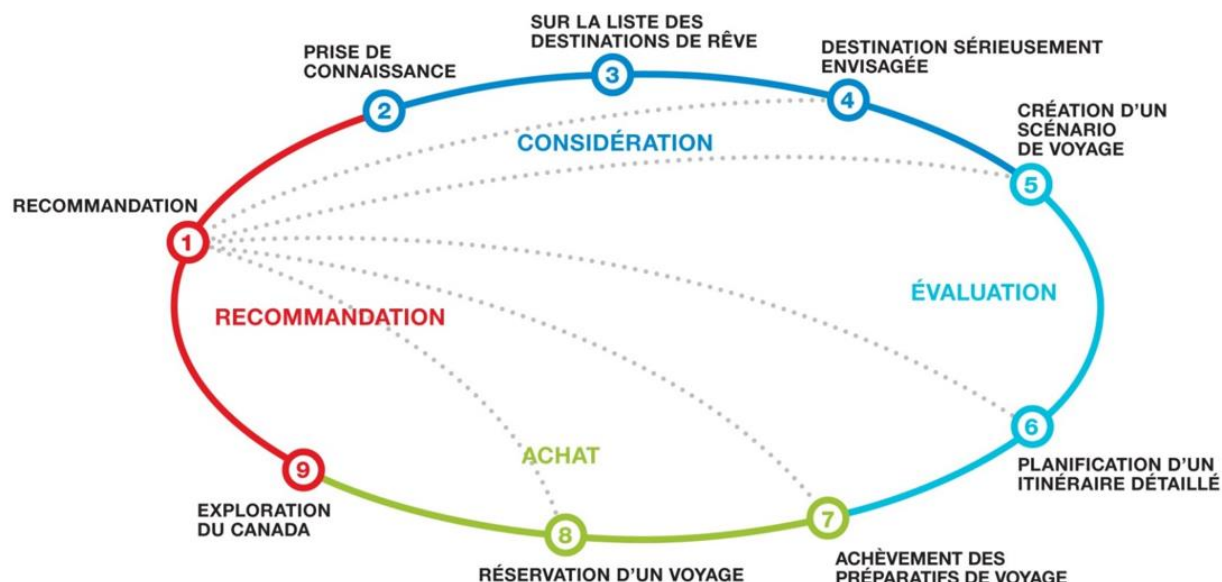 SUR LA LISTE DES
DESTINATIONS DE RÊVE
3
PRISE DE
CONNAISSANCE
2
DESTINATION SÉRIEUSEMENT
ENVISAGÉE
4
CRÉATION D'UN
SCÉNARIO
DE VOYAGE
5
CONSIDÉRATION
RECOMMANDATION
1
ÉVALUATION
RECOMMANDATION
6
PLANIFICATION D'UN
ITINÉRAIRE DÉTAILLÉ
ACHAT
9
EXPLORATION
DU CANADA
8
RÉSERVATION D'UN VOYAGE
7
ACHÈVEMENT DES
PRÉPARATIFS DE VOYAGE